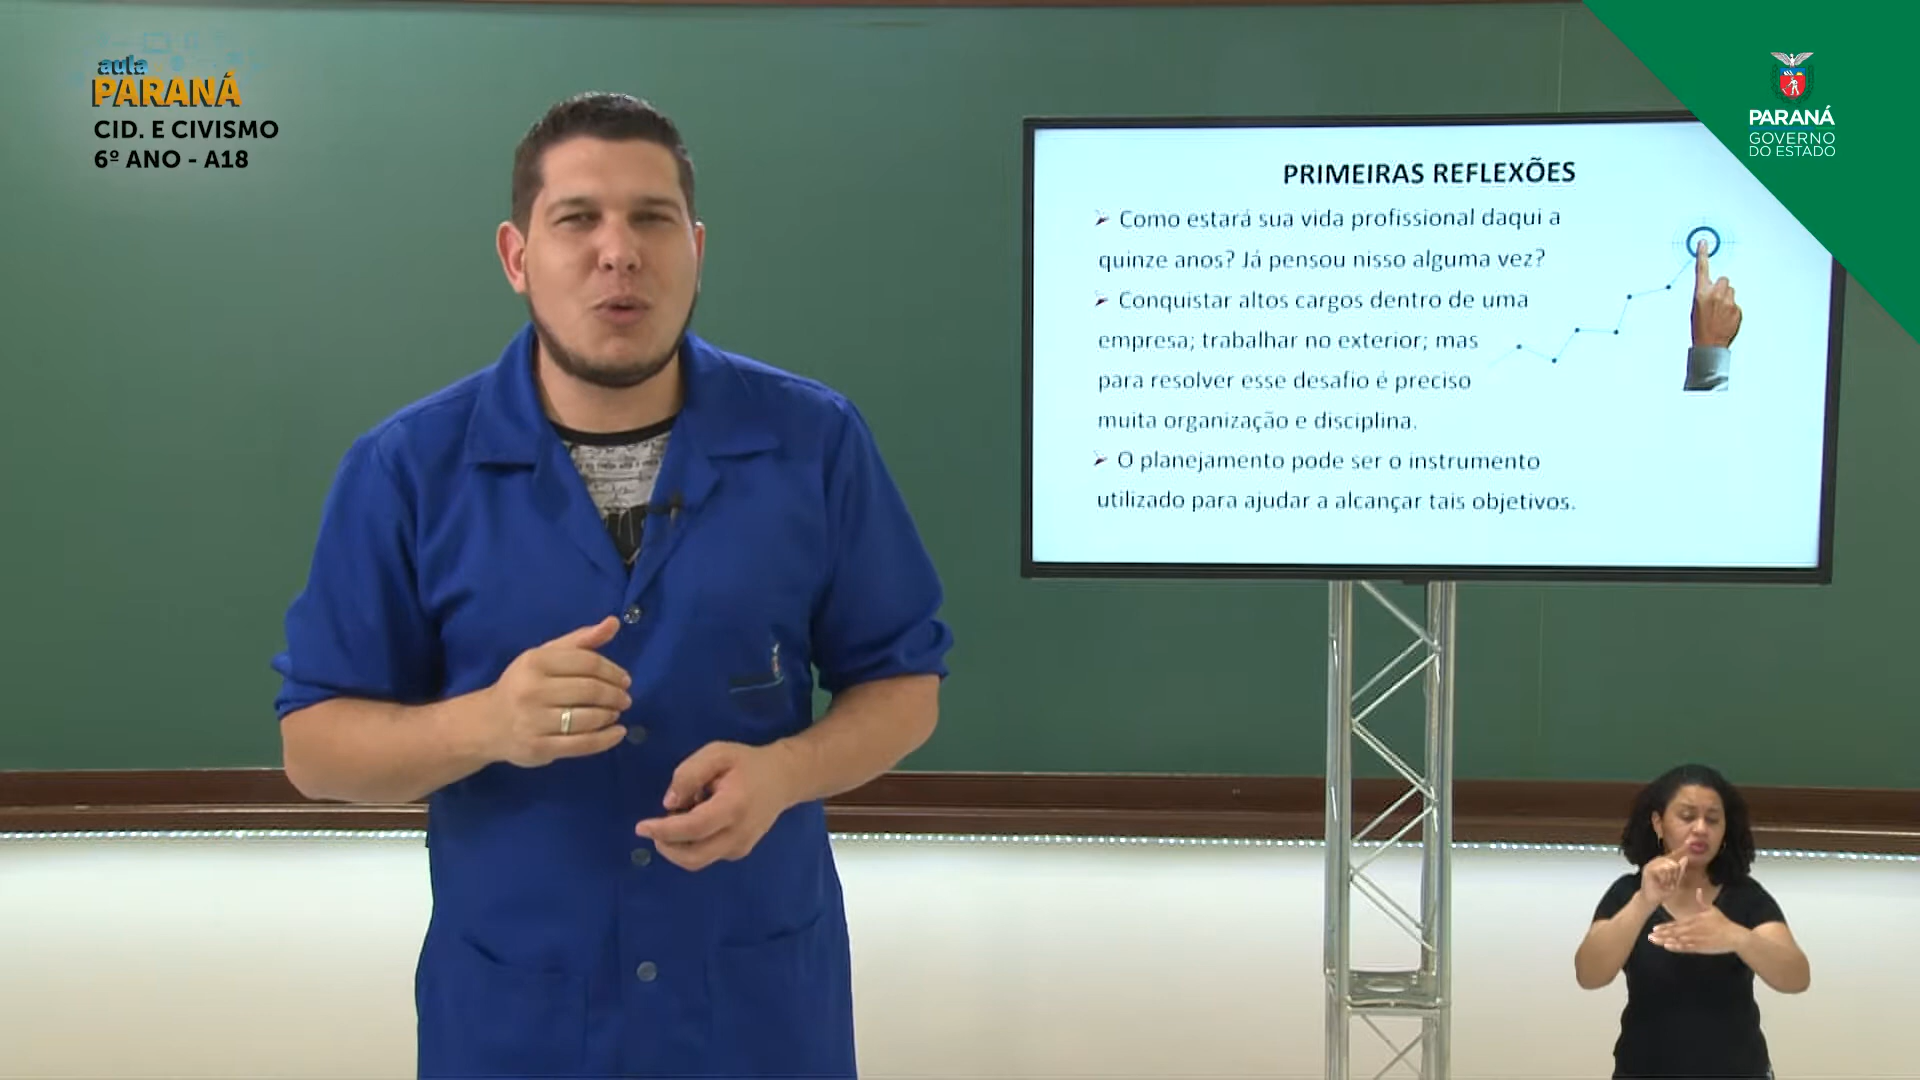 aula
PARANÁ
CID. E CIVISMO
6º ANO - A18
PARANÁ
GOVERNO
DO ESTADO
PRIMEIRAS REFLEXÕES
➢ Como estará sua vida profissional daqui a
quinze anos? Já pensou nisso alguma vez?
➢ Conquistar altos cargos dentro de uma
empresa; trabalhar no exterior; mas
para resolver esse desafio é preciso
muita organização e disciplina.
➢ O planejamento pode ser o instrumento
utilizado para ajudar a alcançar tais objetivos.